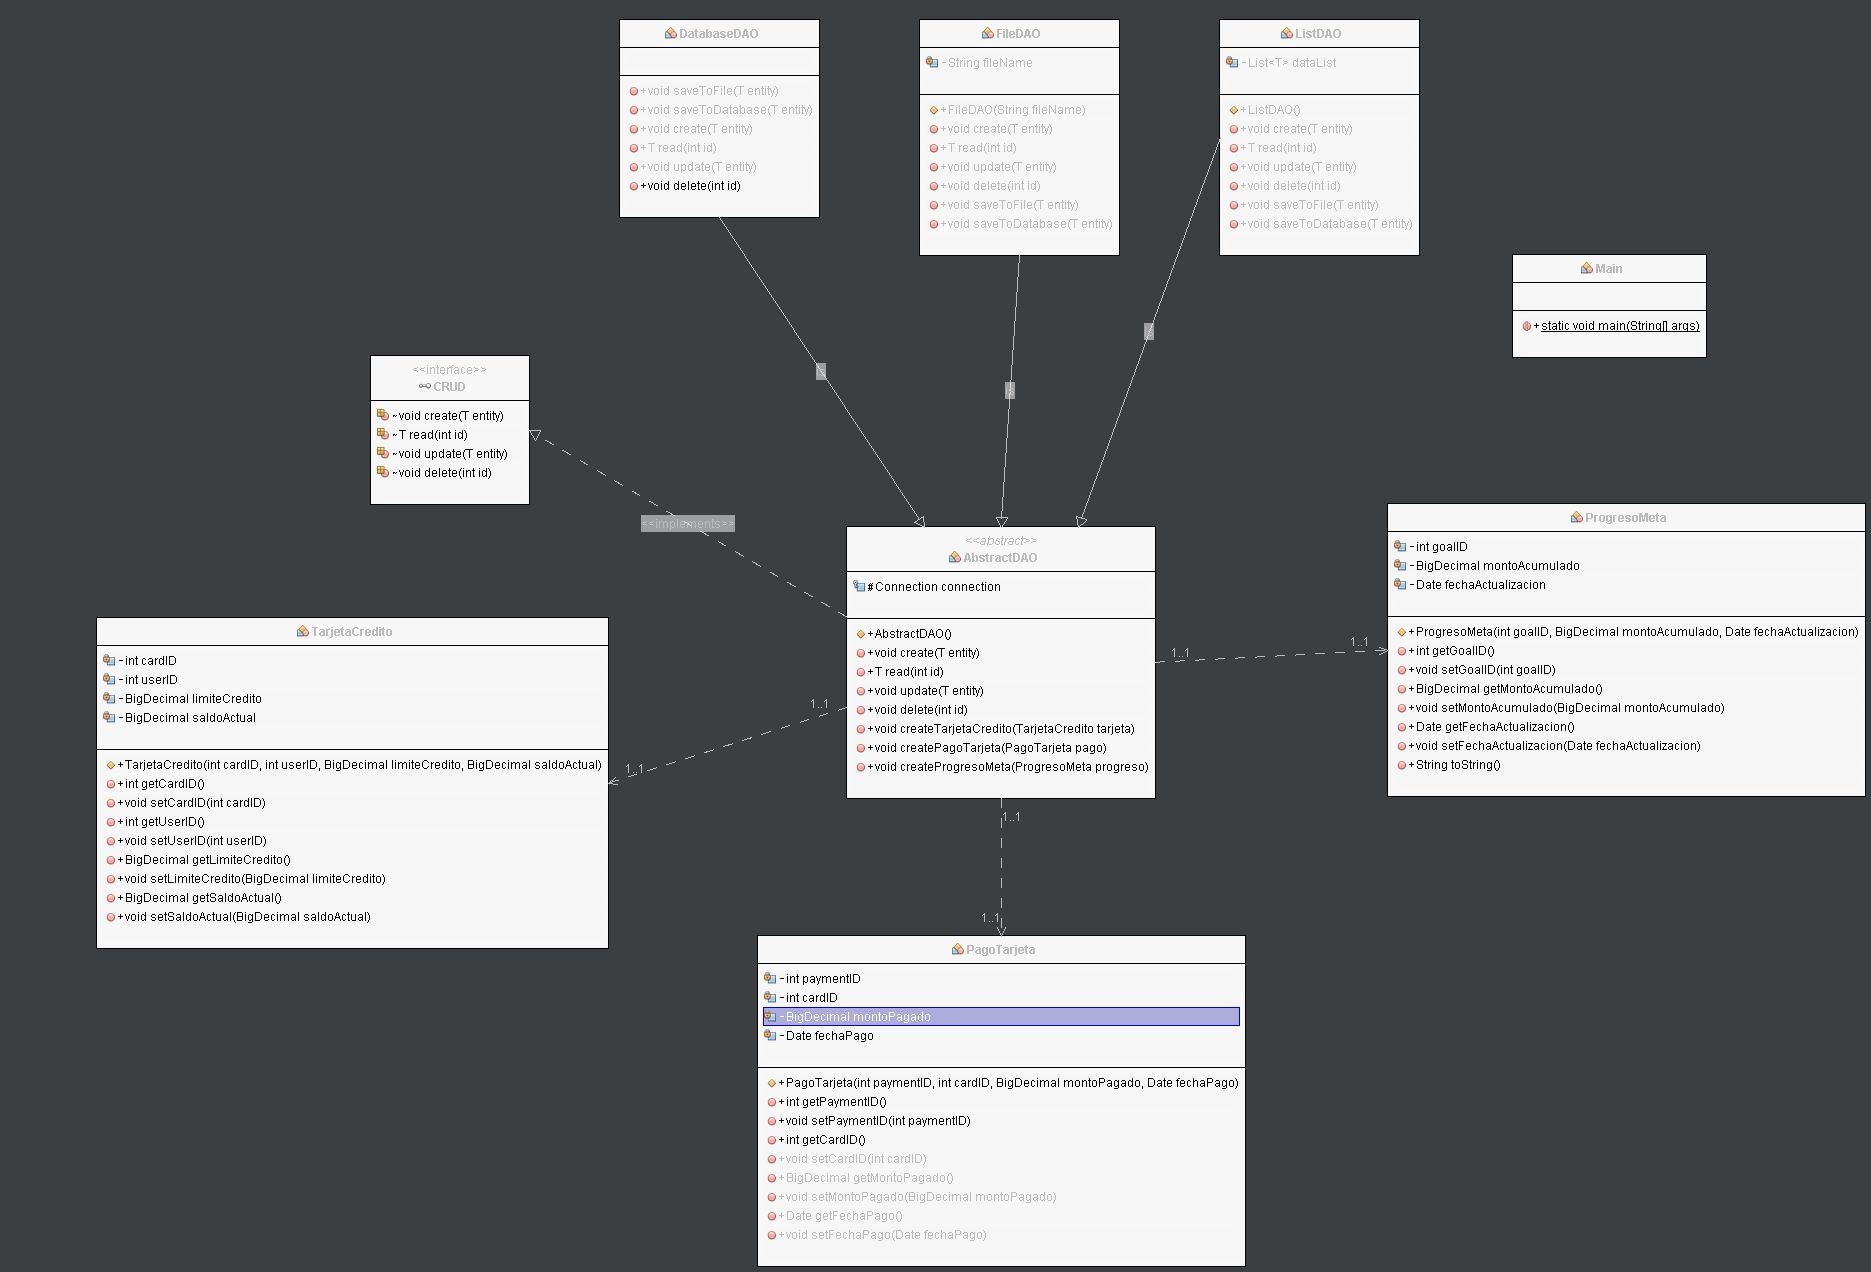 DatabaseDAO
+void saveToFile(T entity)
+void saveToDatabase(T entity)
+void create(T entity)
+T read(int id)
+void update(T entity)
+void delete(int id)
FileDAO
-String fileName
+FileDAO(String fileName)
+void create(T entity)
+T read(int id)
+void update(T entity)
+void delete(int id)
+void saveToFile(T entity)
+void saveToDatabase(T entity)
ListDAO
-List<T> dataList
+ListDAO()
+void create(T entity)
+T read(int id)
+void update(T entity)
+void delete(int id)
+void saveToFile(T entity)
+void saveToDatabase(T entity)
Main
+static void main(String[] args)
<<interface>>
CRUD
~void create(T entity)
~T read(int id)
~void update(T entity)
~void delete(int id)
<<implements>>
<<abstract>>
AbstractDAO
#Connection connection
+AbstractDAO()
+void create(T entity)
+T read(int id)
+void update(T entity)
+void delete(int id)
+void createTarjetaCredito(TarjetaCredito tarjeta)
+void createPagoTarjeta(PagoTarjeta pago)
+void createProgresoMeta(ProgresoMeta progreso)
1..1
1..1
1..1
1..1
1..1
1..1
ProgresoMeta
-int goalID
-BigDecimal montoAcumulado
-Date fechaActualizacion
+ProgresoMeta(int goalID, BigDecimal montoAcumulado, Date fechaActualizacion)
+int getGoalID()
+void setGoalID(int goalID)
+BigDecimal getMontoAcumulado()
+void setMontoAcumulado(BigDecimal montoAcumulado)
+Date getFechaActualizacion()
+void setFechaActualizacion(Date fechaActualizacion)
+String toString()
TarjetaCredito
-int cardID
-int userID
-BigDecimal limiteCredito
-BigDecimal saldoActual
+TarjetaCredito(int cardID, int userID, BigDecimal limiteCredito, BigDecimal saldoActual)
+int getCardID()
+void setCardID(int cardID)
+int getUserID()
+void setUserID(int userID)
+BigDecimal getLimiteCredito()
+void setLimiteCredito(BigDecimal limiteCredito)
+BigDecimal getSaldoActual()
+void setSaldoActual(BigDecimal saldoActual)
PagoTarjeta
-int paymentID
-int cardID
-BigDecimal montoPagado
-Date fechaPago
+PagoTarjeta(int paymentID, int cardID, BigDecimal montoPagado, Date fechaPago)
+int getPaymentID()
+void setPaymentID(int paymentID)
+int getCardID()
+void setCardID(int cardID)
+BigDecimal getMontoPagado()
+void setMontoPagado(BigDecimal montoPagado)
+Date getFechaPago()
+void setFechaPago(Date fechaPago)